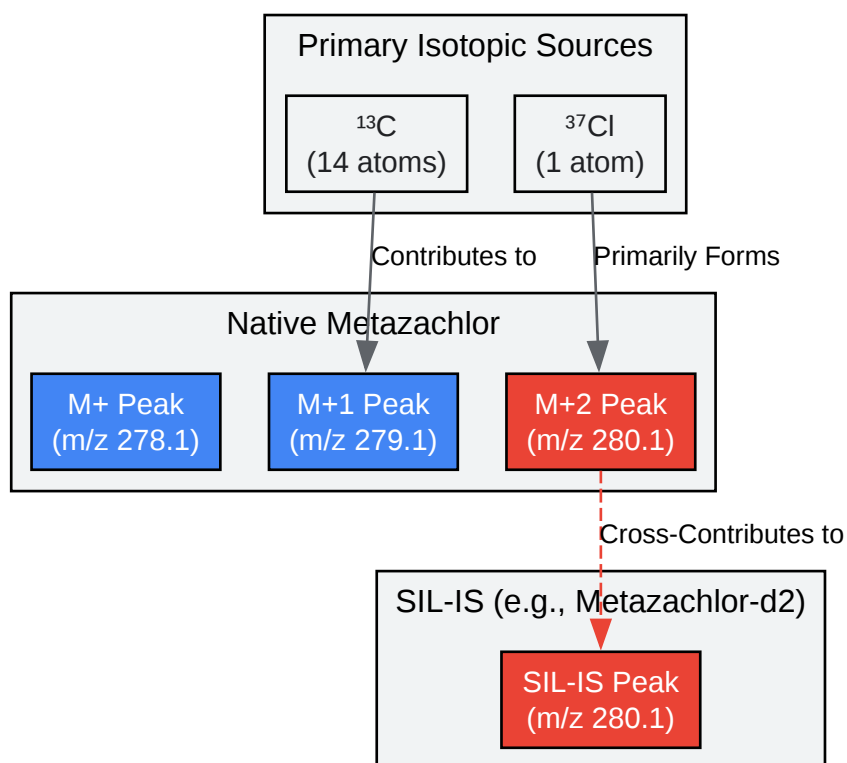 Primary Isotopic Sources
¹³C
(14 atoms)
³⁷Cl
(1 atom)
Contributes to
Primarily Forms
Native Metazachlor
M+ Peak
(m/z 278.1)
M+1 Peak
(m/z 279.1)
M+2 Peak
(m/z 280.1)
Cross-Contributes to
SIL-IS (e.g., Metazachlor-d2)
SIL-IS Peak
(m/z 280.1)